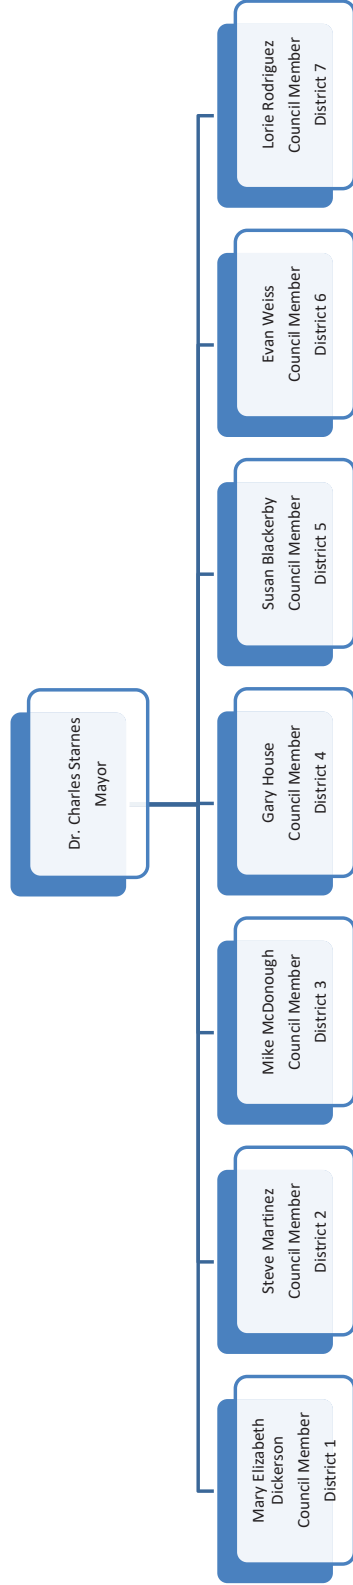 Dr. Charles Starnes
Mayor
Mary Elizabeth
Dickerson
Council Member
District 1
Steve Martinez
Council Member
District 2
Mike McDonough
Council Member
District 3
Gary House
Council Member
District 4
Susan Blackerby
Council Member
District 5
Evan Weiss
Council Member
District 6
Lorie Rodriguez
Council Member
District 7